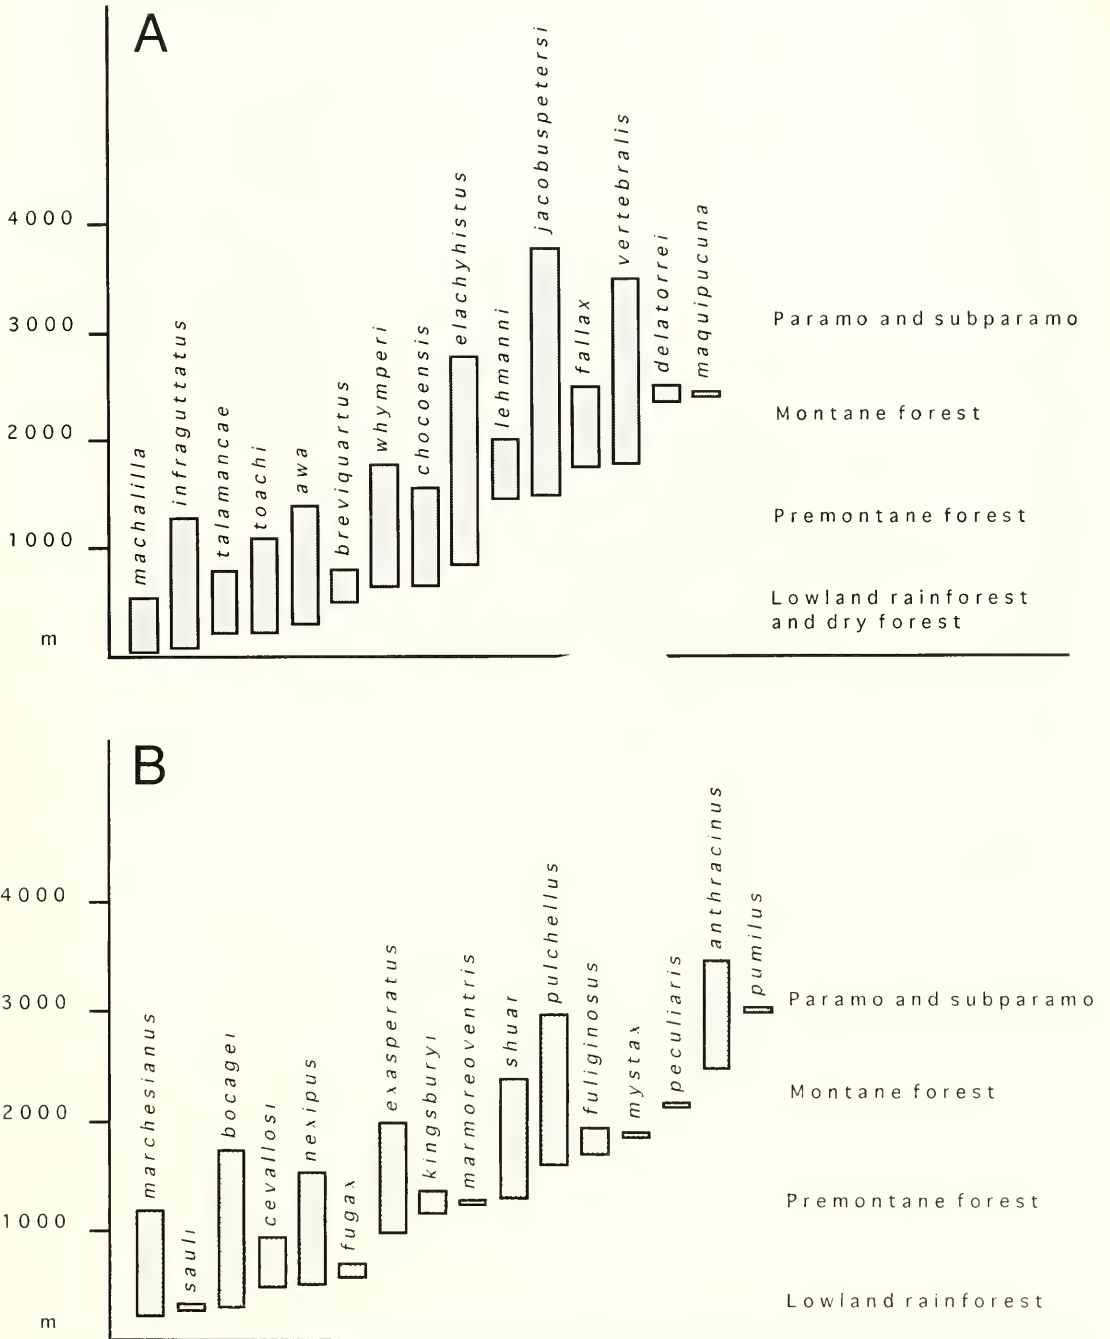 A
machalilla
infraguttatus
talamancae
toachi
awa
breviquartus
whymperi
chocoensis
elachyhistus
lehmanni
jacobuspetersi
fallax
vertebralis
delatorrei
maquipucuna
4000
3000
2000
1000
m
Paramo and subparamo
Montane forest
Premontane forest
Lowland rainforest
and dry forest
B
marchesianus
sauli
bocagei
cevallosi
nexipus
fugax
exasperatus
kingsburyi
marmoreoventris
shuar
pulchellus
fuliginosus
mystax
peculiaris
anthracinus
pumilus
4000
3000
2000
1000
m
Paramo and subparamo
Montane forest
Premontane forest
Lowland rainforest